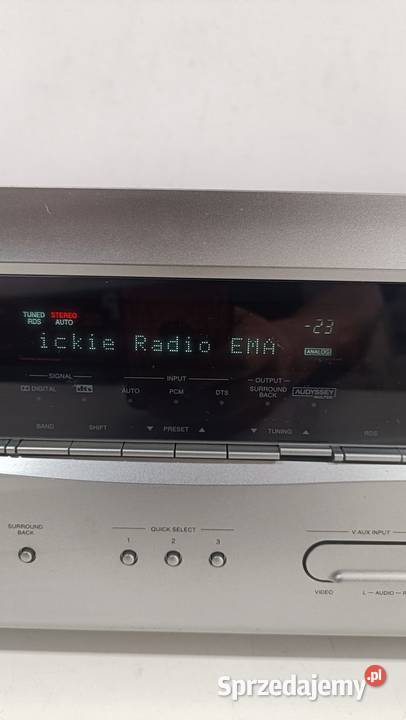 TUNED STEREO
RDS AUTO
-23
ickie Radio EMA
ANALOG
SIGNAL INPUT OUTPUT
DIGITAL dts AUTO PCM DTS SURROUND BACK AUDYSSEY
BAND SHIFT ▼ PRESET ▲ ▼ TUNING ▲ RDS
SURROUND BACK
QUICK SELECT
1 2 3
V.AUX INPUT
VIDEO L – AUDIO – R
Sprzedajemy.pl